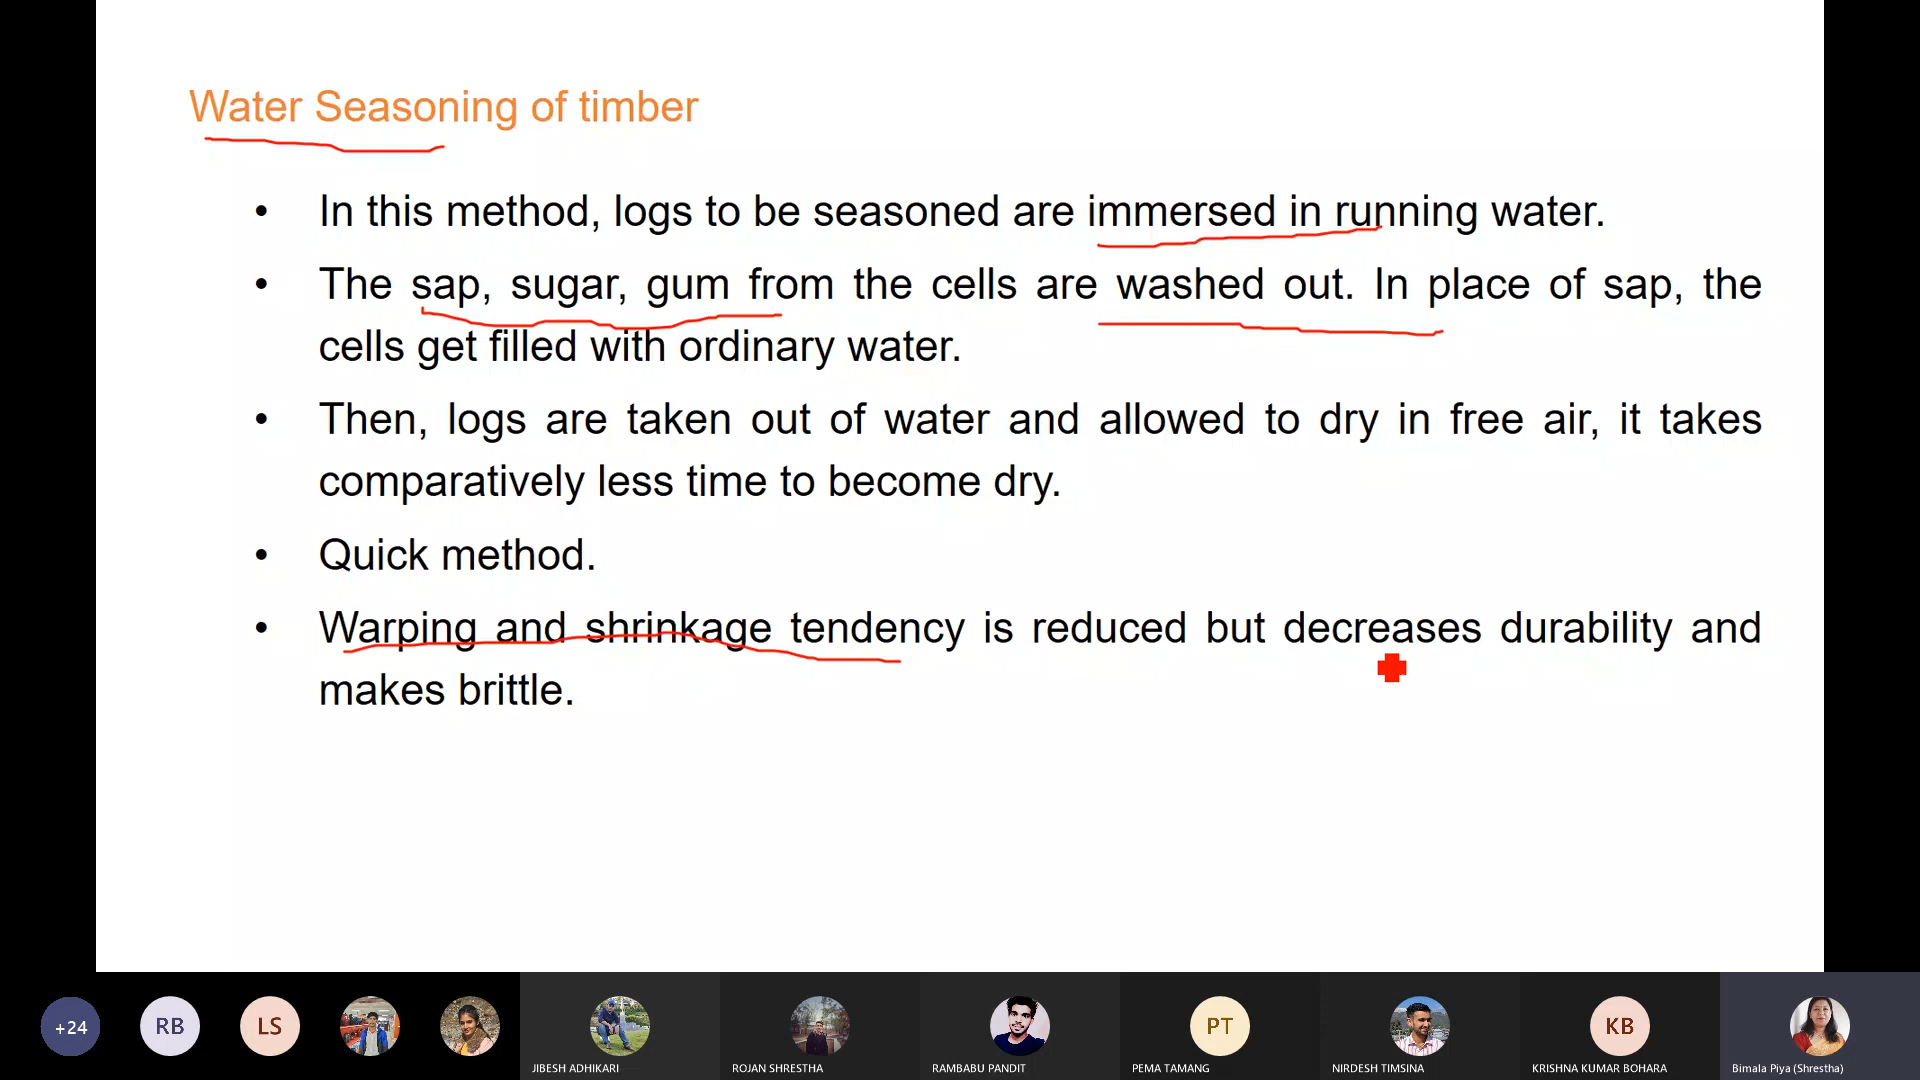 Water Seasoning of timber
• In this method, logs to be seasoned are immersed in running water.
• The sap, sugar, gum from the cells are washed out. In place of sap, the
cells get filled with ordinary water.
• Then, logs are taken out of water and allowed to dry in free air, it takes
comparatively less time to become dry.
• Quick method.
• Warping and shrinkage tendency is reduced but decreases durability and
makes brittle.
+24 RB LS PT KB
JIBESH ADHIKARI ROJAN SHRESTHA RAMBABU PANDIT PEMA TAMANG NIRDESH TIMSINA KRISHNA KUMAR BOHARA Bimala Piya (Shrestha)